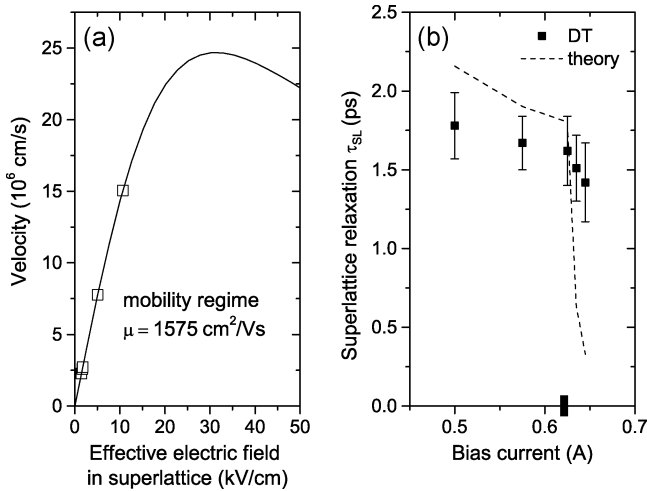 (a)
25
20
15
10
5
0
Velocity (10⁶ cm/s)
mobility regime
μ = 1575 cm²/Vs
0 10 20 30 40 50
Effective electric field
in superlattice (kV/cm)
(b)
DT
theory
2.5
2.0
1.5
1.0
0.5
0.0
Superlattice relaxation τSL (ps)
0.5 0.6 0.7
Bias current (A)